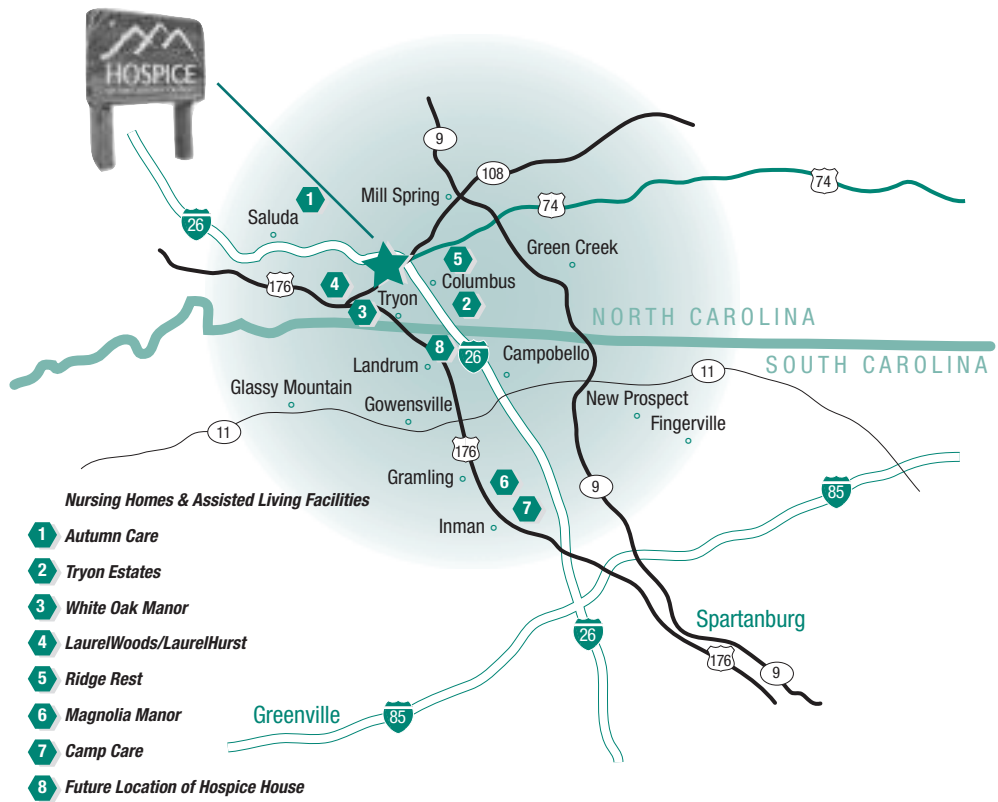 HOSPICE
9
108
Mill Spring
74
74
1
Saluda
26
Green Creek
5
Columbus
176
4
2
Tryon
3
NORTH CAROLINA
8
26
Campobello
SOUTH CAROLINA
Landrum
11
Glassy Mountain
New Prospect
Gowensville
Fingerville
11
176
Gramling
6
9
85
7
Inman
Nursing Homes & Assisted Living Facilities
1 Autumn Care
2 Tryon Estates
3 White Oak Manor
4 LaurelWoods/LaurelHurst
5 Ridge Rest
6 Magnolia Manor
7 Camp Care
8 Future Location of Hospice House
Spartanburg
26
176
9
Greenville
85